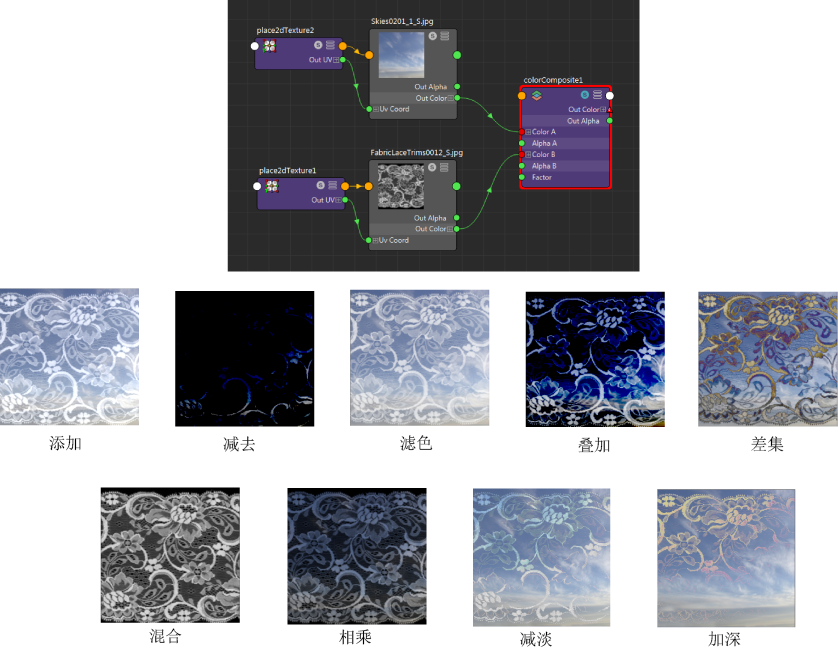 place2dTexture2
Out UV
Skies0201_1_S.jpg
Out Alpha
Out Color
Uv Coord
colorComposite1
Out Color
Out Alpha
Color A
Alpha A
Color B
Alpha B
Factor
place2dTexture1
Out UV
FabricLaceTrims0012_S.jpg
Out Alpha
Out Color
Uv Coord
添加
减去
滤色
叠加
差集
混合
相乘
减淡
加深